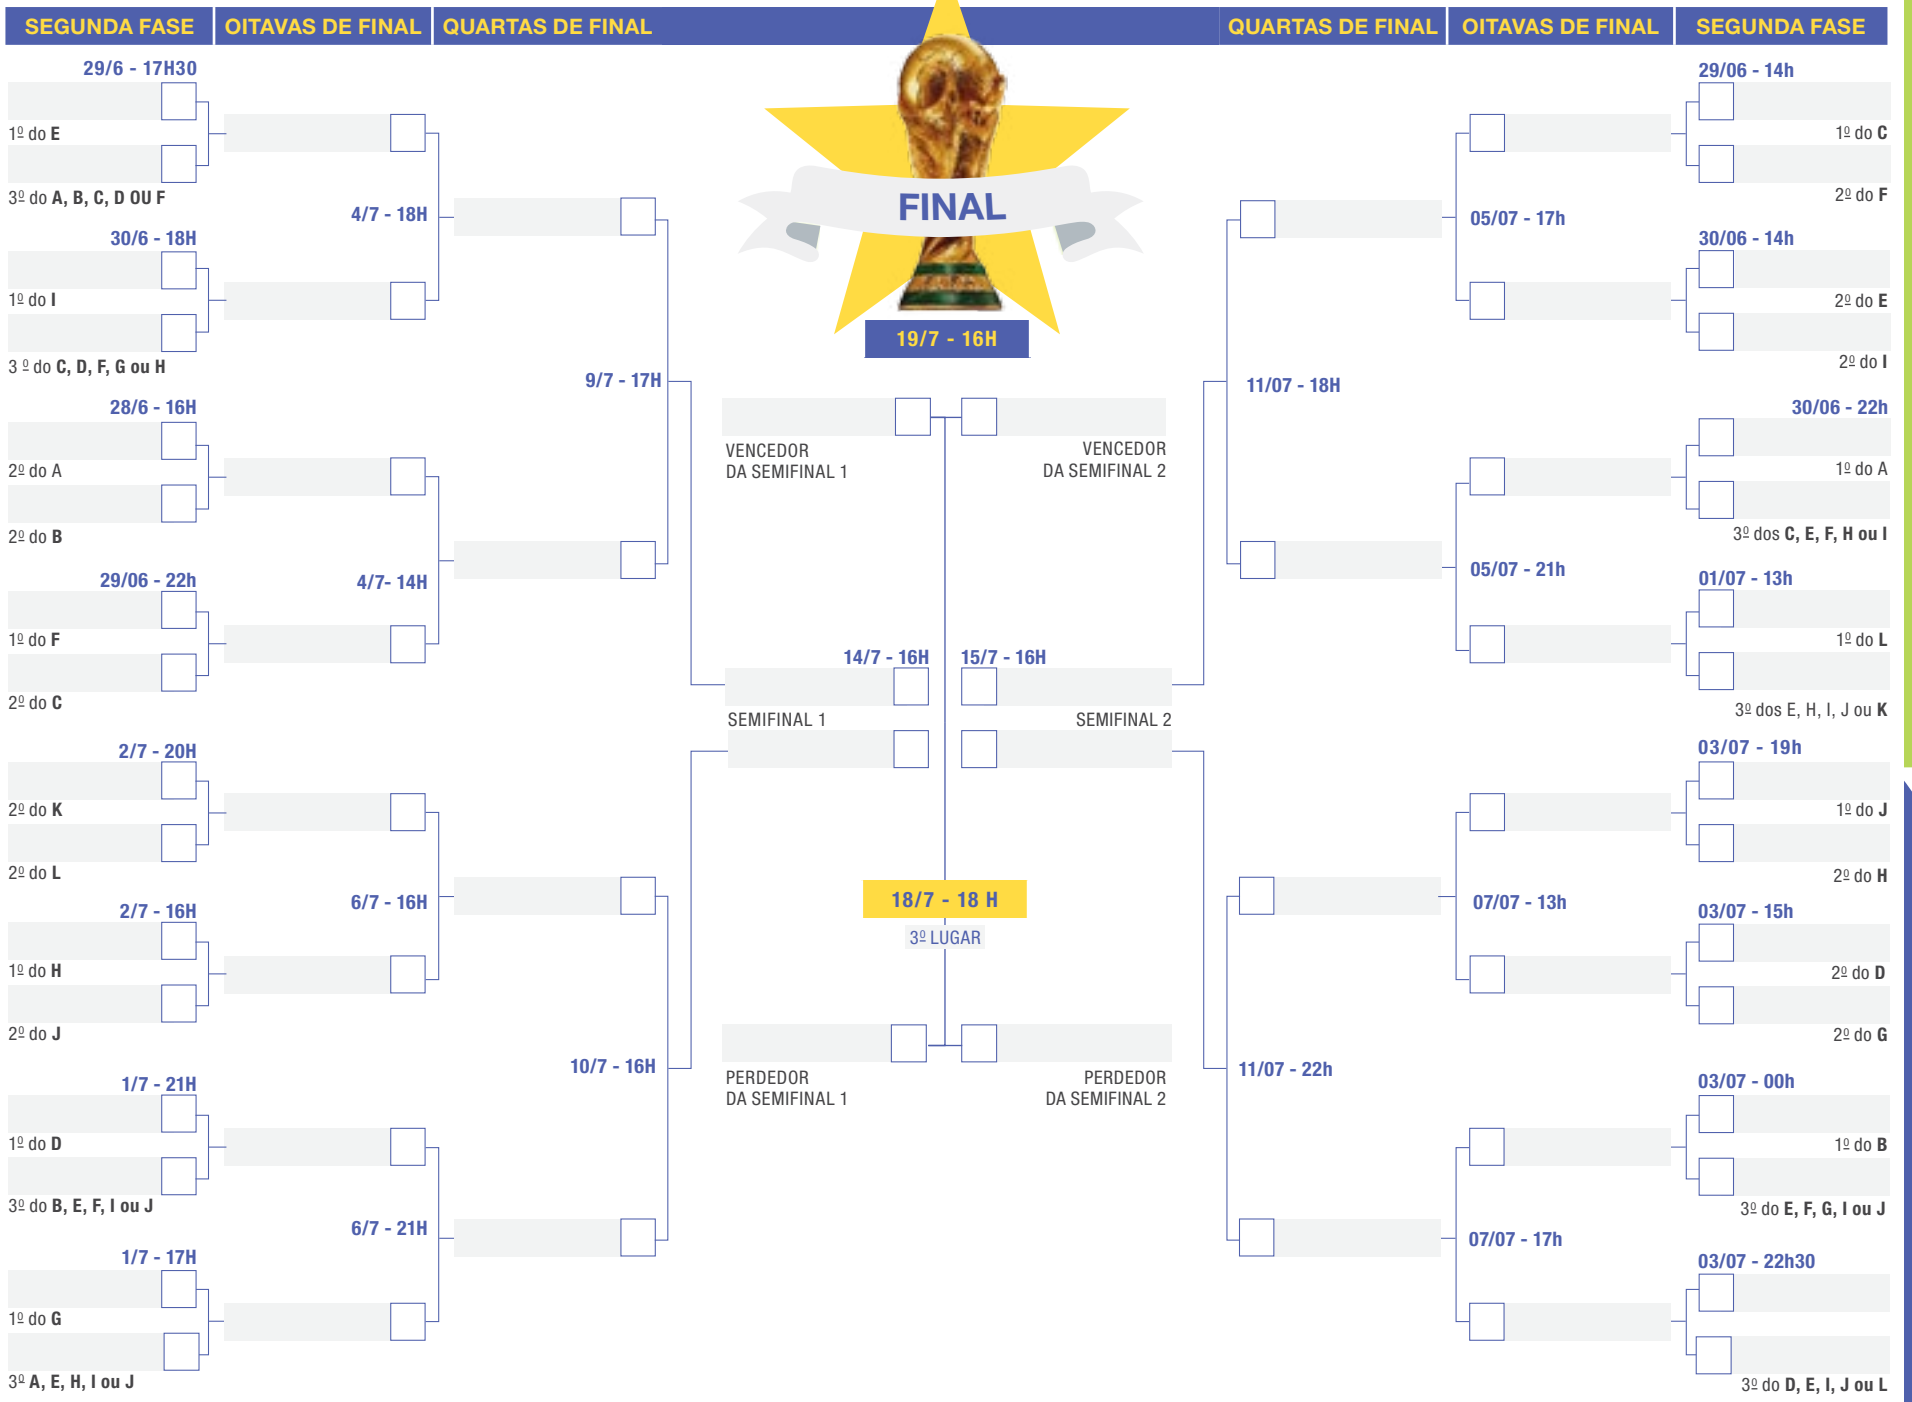 SEGUNDA FASE
OITAVAS DE FINAL
QUARTAS DE FINAL
QUARTAS DE FINAL
OITAVAS DE FINAL
SEGUNDA FASE
29/6 - 17H30
1º do E
3º do A, B, C, D OU F
30/6 - 18H
1º do I
3 º do C, D, F, G ou H
28/6 - 16H
2º do A
2º do B
29/06 - 22h
1º do F
2º do C
2/7 - 20H
2º do K
2º do L
2/7 - 16H
1º do H
2º do J
1/7 - 21H
1º do D
3º do B, E, F, I ou J
1/7 - 17H
1º do G
3º A, E, H, I ou J
4/7 - 18H
4/7- 14H
6/7 - 16H
6/7 - 21H
9/7 - 17H
10/7 - 16H
FINAL
19/7 - 16H
VENCEDOR
DA SEMIFINAL 1
VENCEDOR
DA SEMIFINAL 2
14/7 - 16H
15/7 - 16H
SEMIFINAL 1
SEMIFINAL 2
18/7 - 18 H
3º LUGAR
PERDEDOR
DA SEMIFINAL 1
PERDEDOR
DA SEMIFINAL 2
11/07 - 18H
11/07 - 22h
05/07 - 17h
05/07 - 21h
07/07 - 13h
07/07 - 17h
29/06 - 14h
1º do C
2º do F
30/06 - 14h
2º do E
2º do I
30/06 - 22h
1º do A
3º dos C, E, F, H ou I
01/07 - 13h
1º do L
3º dos E, H, I, J ou K
03/07 - 19h
1º do J
2º do H
03/07 - 15h
2º do D
2º do G
03/07 - 00h
1º do B
3º do E, F, G, I ou J
03/07 - 22h30
3º do D, E, I, J ou L